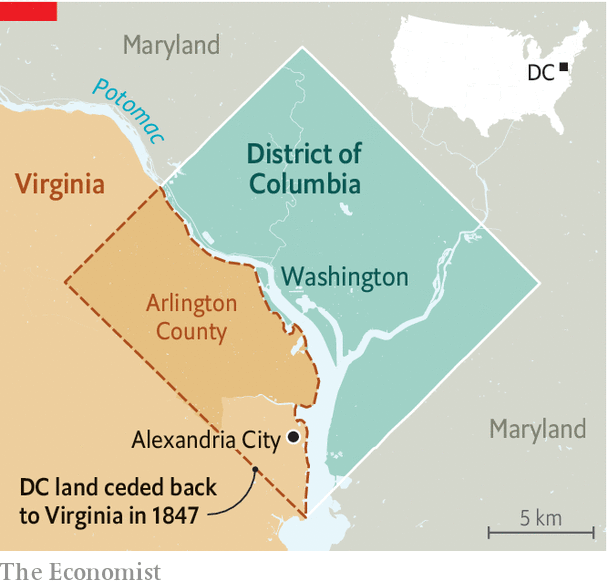 Maryland
DC
Potomac
District of
Columbia
Virginia
Washington
Arlington
County
Maryland
Alexandria City
DC land ceded back
to Virginia in 1847
5 km
The Economist